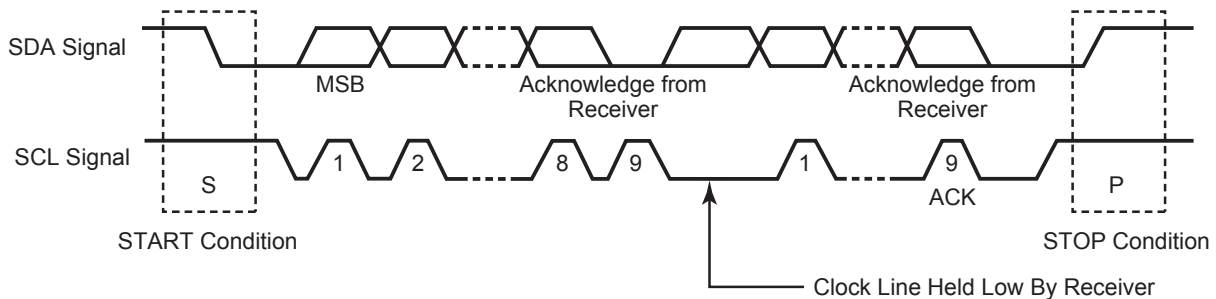 SDA Signal
MSB
Acknowledge from
Receiver
Acknowledge from
Receiver
SCL Signal
S
1
2
8
9
1
9
ACK
P
START Condition
STOP Condition
Clock Line Held Low By Receiver